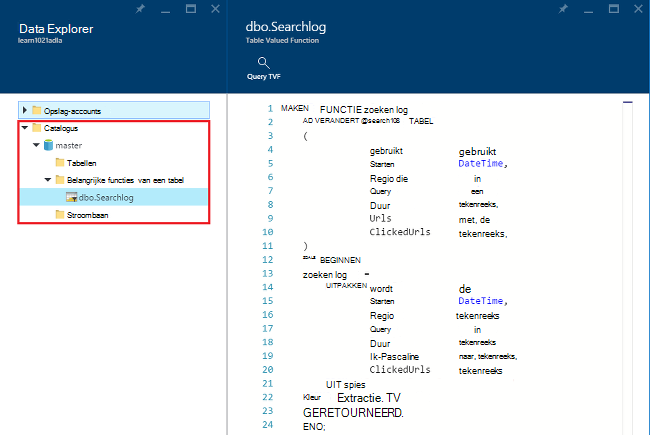 Data Explorer
learn1021adla
Opslag-accounts
Catalogus
master
Tabellen
Belangrijke functies van een tabel
dbo.Searchlog
Stroombaan
dbo.Searchlog
Table Valued Function
Query TVF
1 MAKEN FUNCTIE zoeken log
2 AD VERANDERT @search108 TABEL
3 (
4 gebruikt gebruikt
5 Starten DateTime,
6 Regio die in
7 Query een
8 Duur tekenreeks,
9 Urls met, de
10 ClickedUrls tekenreeks,
11 )
12 BEGINNEN
13 zoeken log =
14 UITPAKKEN wordt de
15 Starten DateTime,
16 Regio tekenreeks
17 Query in
18 Duur tekenreeks
19 Ik-Pascaline naar, tekenreeks,
20 ClickedUrls tekenreeks
21 UIT spies
22 Kleur Extractie. TV
23 GERETOURNEERD.
24 ENO;